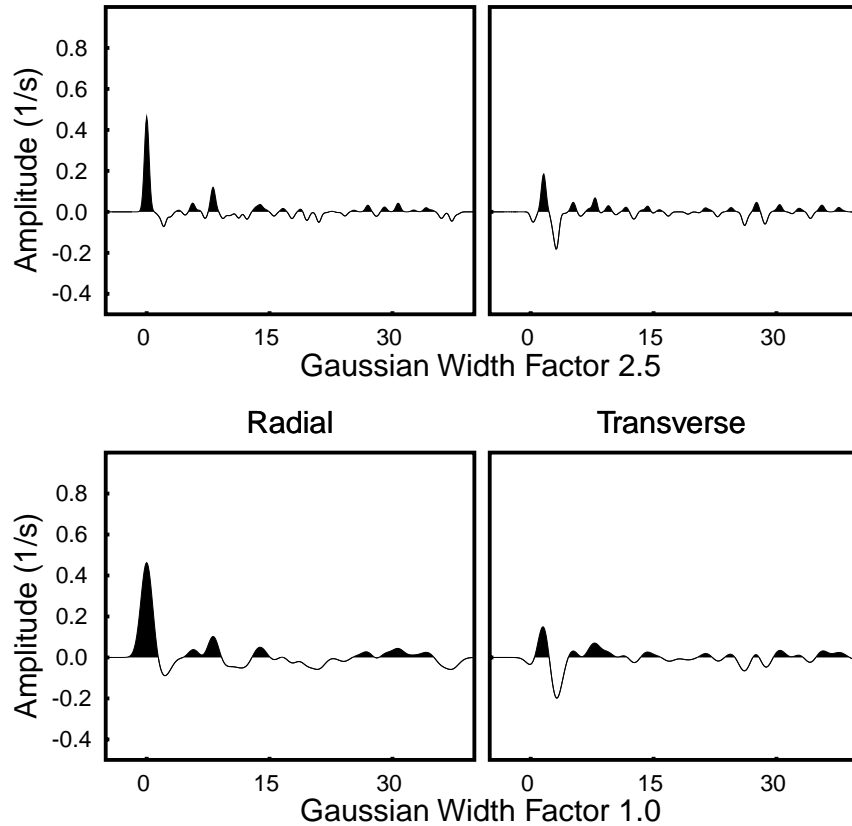 Amplitude (1/s)
0.8
0.6
0.4
0.2
0.0
-0.2
-0.4
0 15 30 0 15 30
Gaussian Width Factor 2.5
Radial Transverse
Amplitude (1/s)
0.8
0.6
0.4
0.2
0.0
-0.2
-0.4
0 15 30 0 15 30
Gaussian Width Factor 1.0